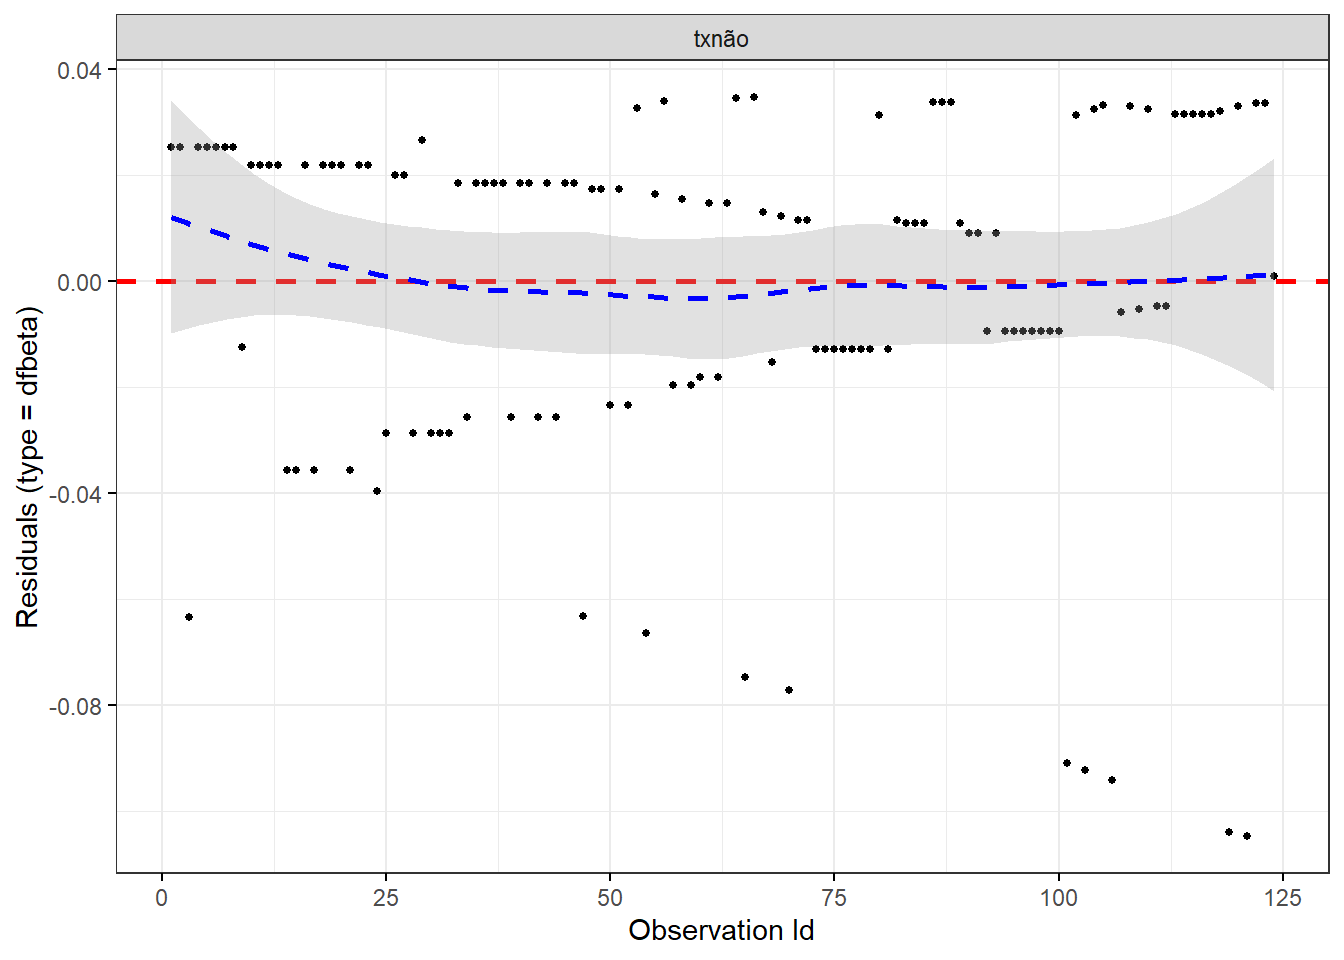 txnão
0.04
0.00
-0.04
-0.08
Residuals (type = dfbeta)
0 25 50 75 100 125
Observation Id